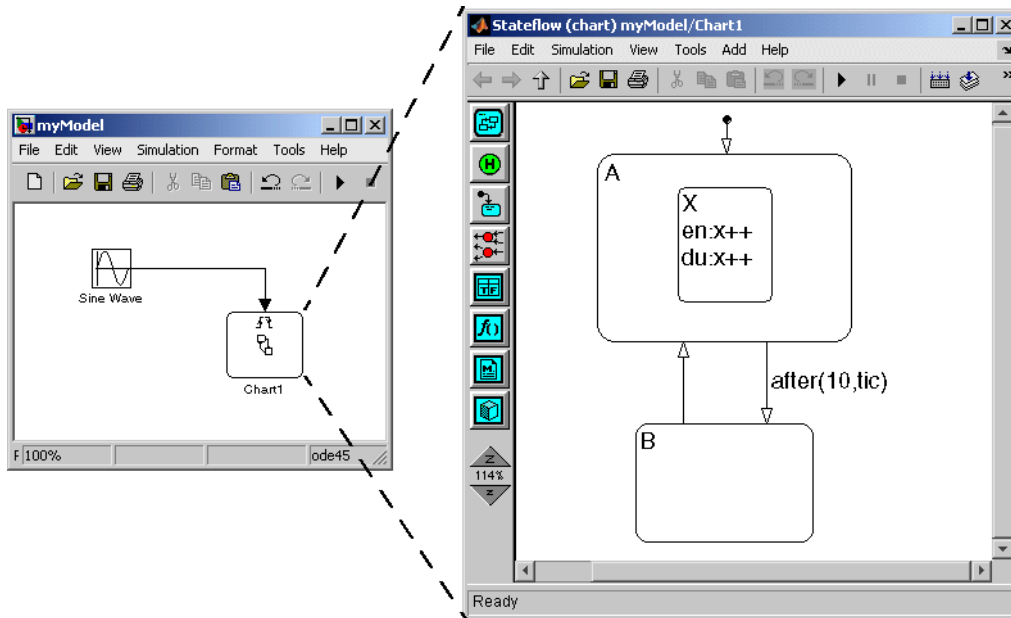 myModel
File Edit View Simulation Format Tools Help
Sine Wave
Chart1
F 100% ode45
Stateflow (chart) myModel/Chart1
File Edit Simulation View Tools Add Help
H
A
X
en:x++
du:x++
TF
f()
M
after(10,tic)
B
Z
114%
z
Ready